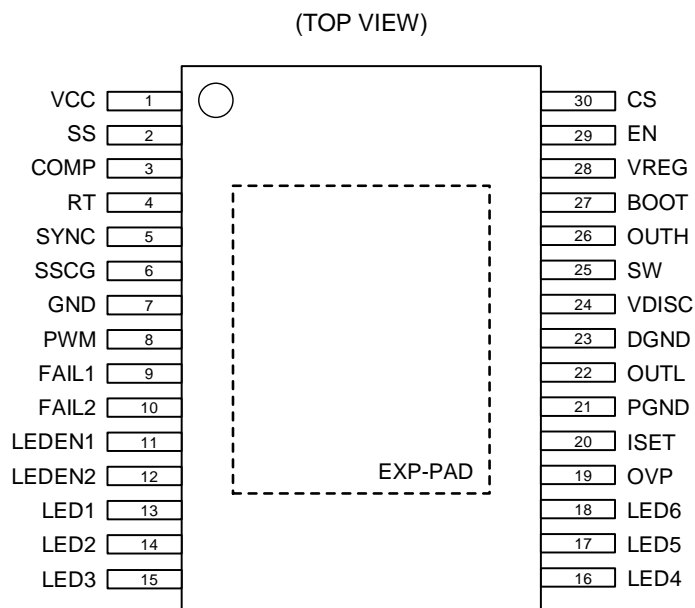 (TOP VIEW)
VCC 1 30 CS
SS 2 29 EN
COMP 3 28 VREG
RT 4 27 BOOT
SYNC 5 26 OUTH
SSCG 6 25 SW
GND 7 24 VDISC
PWM 8 23 DGND
FAIL1 9 22 OUTL
FAIL2 10 21 PGND
LEDEN1 11 20 ISET
LEDEN2 12 EXP-PAD 19 OVP
LED1 13 18 LED6
LED2 14 17 LED5
LED3 15 16 LED4